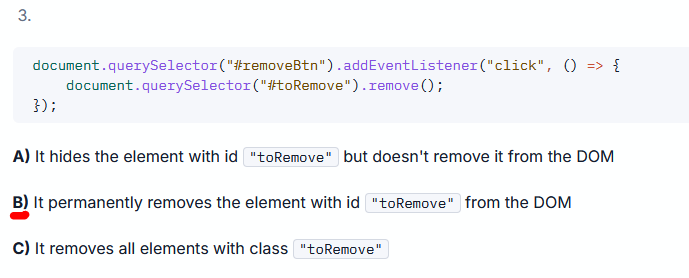 3.
document.querySelector("#removeBtn").addEventListener("click", () => {
    document.querySelector("#toRemove").remove();
});
A) It hides the element with id "toRemove" but doesn't remove it from the DOM
B) It permanently removes the element with id "toRemove" from the DOM
C) It removes all elements with class "toRemove"